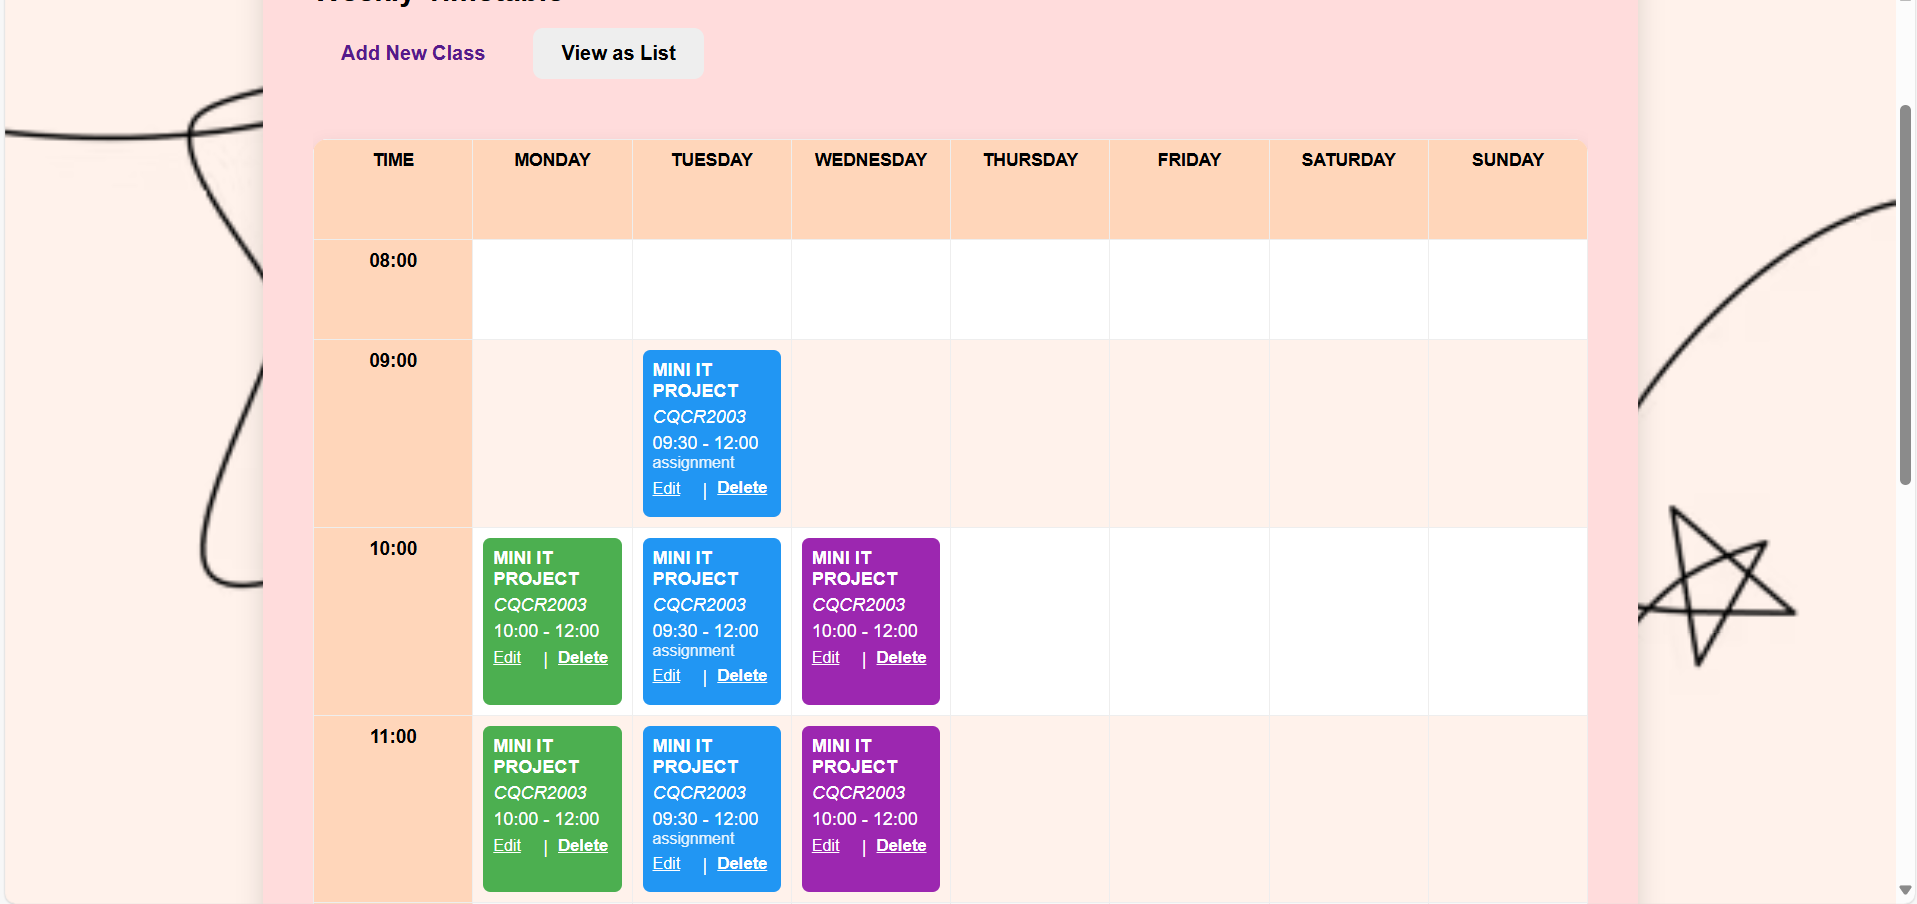 Weekly Timetable
Add New Class
View as List
TIME MONDAY TUESDAY WEDNESDAY THURSDAY FRIDAY SATURDAY SUNDAY
08:00
09:00
MINI IT
PROJECT
CQCR2003
09:30 - 12:00
assignment
Edit | Delete
10:00
MINI IT
PROJECT
CQCR2003
10:00 - 12:00
Edit | Delete
MINI IT
PROJECT
CQCR2003
09:30 - 12:00
assignment
Edit | Delete
MINI IT
PROJECT
CQCR2003
10:00 - 12:00
Edit | Delete
11:00
MINI IT
PROJECT
CQCR2003
10:00 - 12:00
Edit | Delete
MINI IT
PROJECT
CQCR2003
09:30 - 12:00
assignment
Edit | Delete
MINI IT
PROJECT
CQCR2003
10:00 - 12:00
Edit | Delete